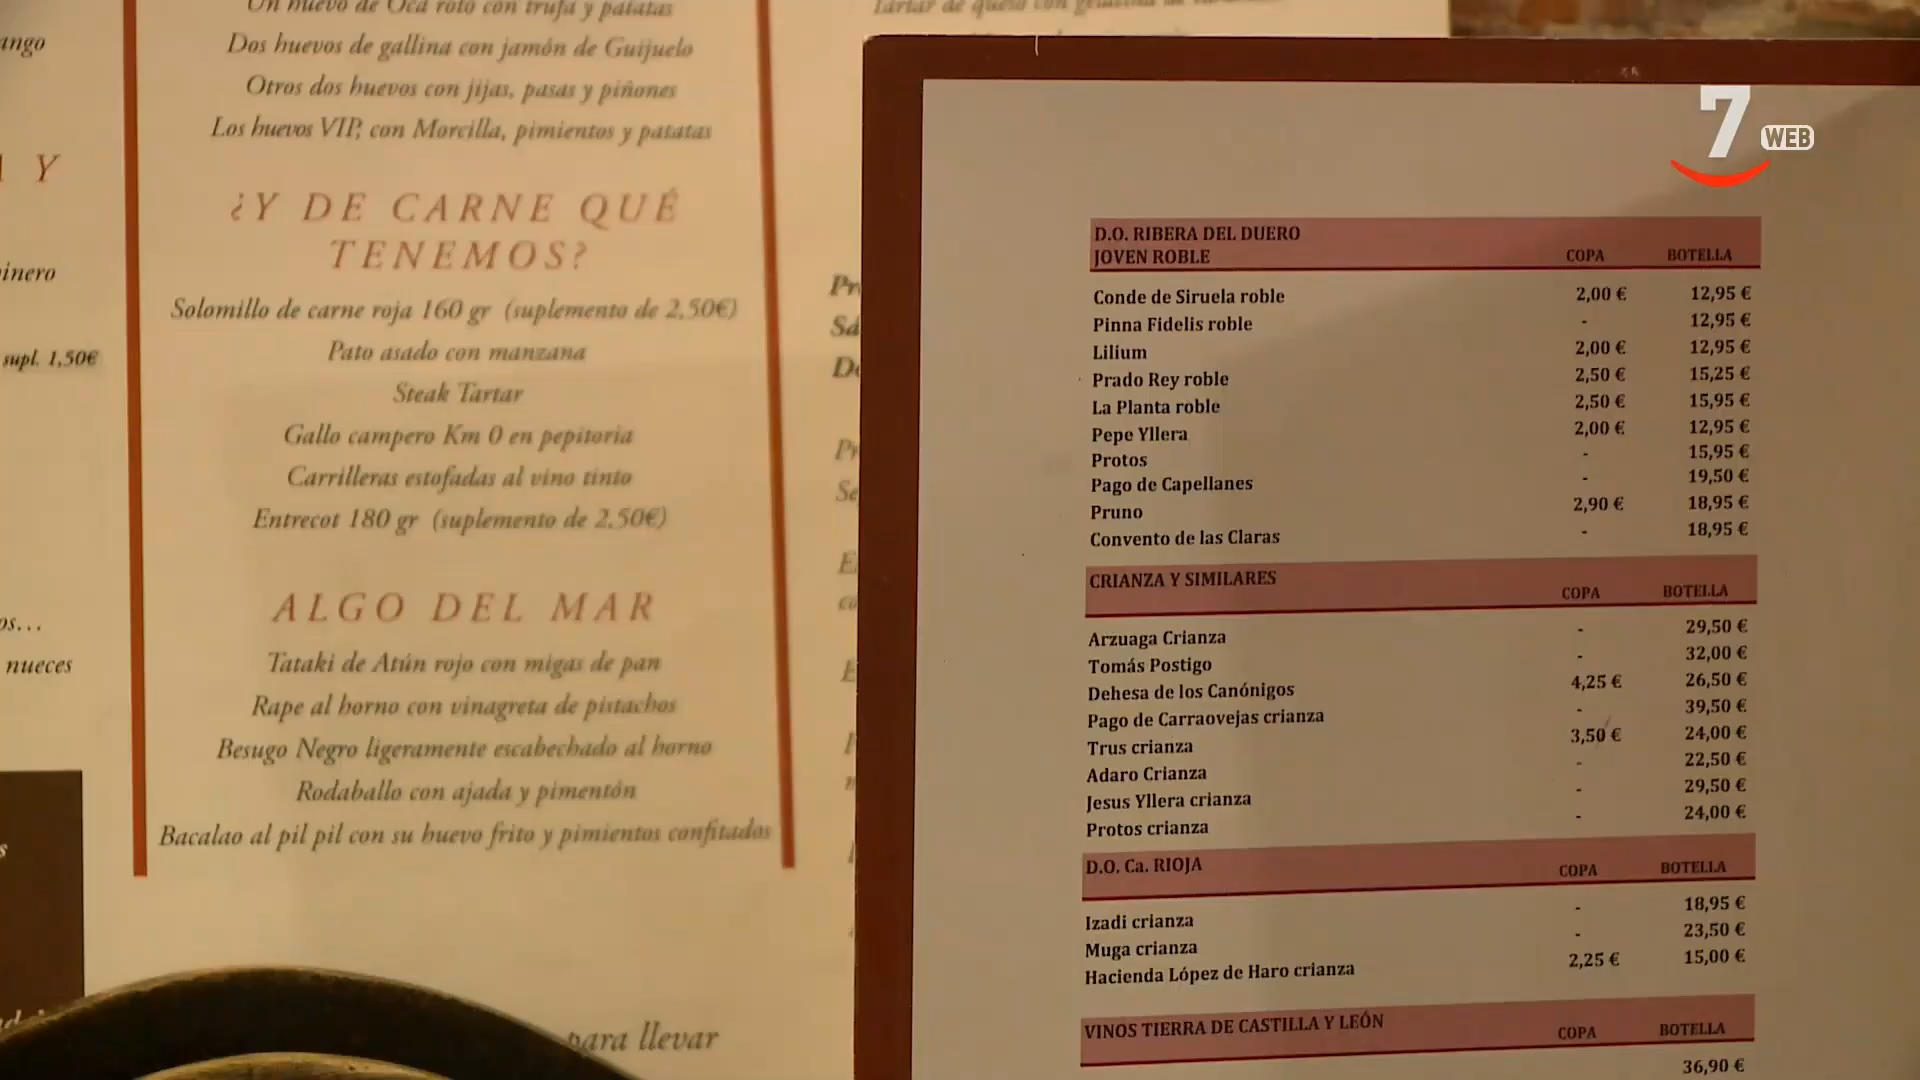 Un huevo de Oca roto con trufa y patatas
Dos huevos de gallina con jamón de Guijuelo
Otros dos huevos con jijas, pasas y piñones
Los huevos VIP, con Morcilla, pimientos y patatas
¿Y DE CARNE QUÉ
TENEMOS?
Solomillo de carne roja 160 gr (suplemento de 2,50€)
Pato asado con manzana
Steak Tartar
Gallo campero Km 0 en pepitoria
Carrilleras estofadas al vino tinto
Entrecot 180 gr (suplemento de 2,50€)
ALGO DEL MAR
Tataki de Atún rojo con migas de pan
Rape al horno con vinagreta de pistachos
Besugo Negro ligeramente escabechado al horno
Rodaballo con ajada y pimentón
Bacalao al pil pil con su huevo frito y pimientos confitados
para llevar
Y
supl. 1,50€
nueces
Tartar de queso con
7 WEB
D.O. RIBERA DEL DUERO
JOVEN ROBLE COPA BOTELLA
Conde de Siruela roble 2,00 € 12,95 €
Pinna Fidelis roble - 12,95 €
Lilium 2,00 € 12,95 €
Prado Rey roble 2,50 € 15,25 €
La Planta roble 2,50 € 15,95 €
Pepe Yllera 2,00 € 12,95 €
Protos - 15,95 €
Pago de Capellanes - 19,50 €
Pruno 2,90 € 18,95 €
Convento de las Claras - 18,95 €
CRIANZA Y SIMILARES COPA BOTELLA
Arzuaga Crianza - 29,50 €
Tomás Postigo - 32,00 €
Dehesa de los Canónigos 4,25 € 26,50 €
Pago de Carraovejas crianza - 39,50 €
Trus crianza 3,50 € 24,00 €
Adaro Crianza - 22,50 €
Jesus Yllera crianza - 29,50 €
Protos crianza - 24,00 €
D.O. Ca. RIOJA COPA BOTELLA
Izadi crianza - 18,95 €
Muga crianza - 23,50 €
Hacienda López de Haro crianza 2,25 € 15,00 €
VINOS TIERRA DE CASTILLA Y LEÓN COPA BOTELLA
36,90 €